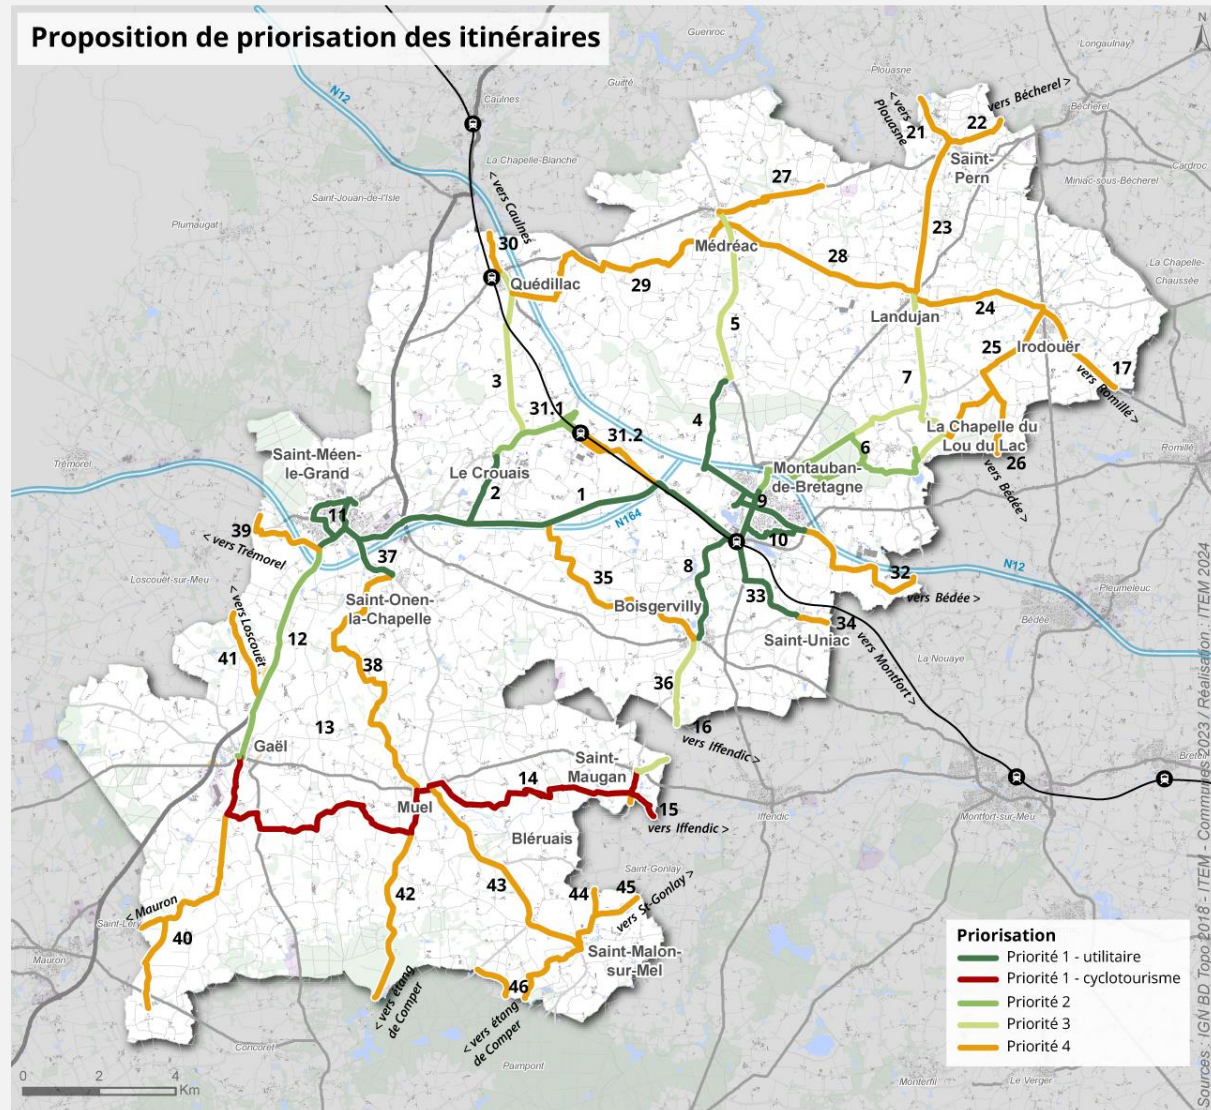 Proposition de priorisation des itinéraires
N
Guenroc
Longaulnay
Plouasne
Guitté
N12
Caulnes
< vers
Plouasne
vers Bécherel >
Bécherel
21
22
La Chapelle-Blanche
Saint-
Pern
Cardroc
Miniac-sous-Bécherel
27
Saint-Jouan-de-l'Isle
< vers Caulnes
Plumaugat
23
30
Médréac
28
La Chapelle-
Chaussée
Quédillac
29
24
Landujan
5
25
Irodouër
17
3
7
vers Romillé >
31.1
4
31.2
La Chapelle du
Lou du Lac
6
Saint-Méen-
le-Grand
Romillé
Trémorel
Le Crouais
Montauban-
de-Bretagne
26
vers Bédée >
2
1
9
11
N164
39
10
< vers Trémorel
37
8
N12
32
Loscouët-sur-Meu
35
vers Bédée >
Pleumeleuc
33
Saint-Onen-
la-Chapelle
Boisgervilly
Bédée
< vers Loscouët
34
12
Saint-Uniac
La Nouaye
41
38
vers Montfort >
36
13
16
Gaël
vers Iffendic >
Saint-
Maugan
14
Muel
15
vers Iffendic >
Iffendic
Montfort-sur-Meu
Bléruais
Saint-Gonlay
42
43
44
45
vers St-Gonlay >
< Mauron
Saint-Léry
40
Mauron
Saint-Malon-
sur-Mel
46
< vers étang
de Comper
< vers étang
de Comper
Concoret
Paimpont
Monterfil
Le Verger
Priorisation
Priorité 1 - utilitaire
Priorité 1 - cyclotourisme
Priorité 2
Priorité 3
Priorité 4
0 2 4
Km
Sources : IGN BD Topo 2018 - ITEM - Communes 2023 / Réalisation : ITEM 2024